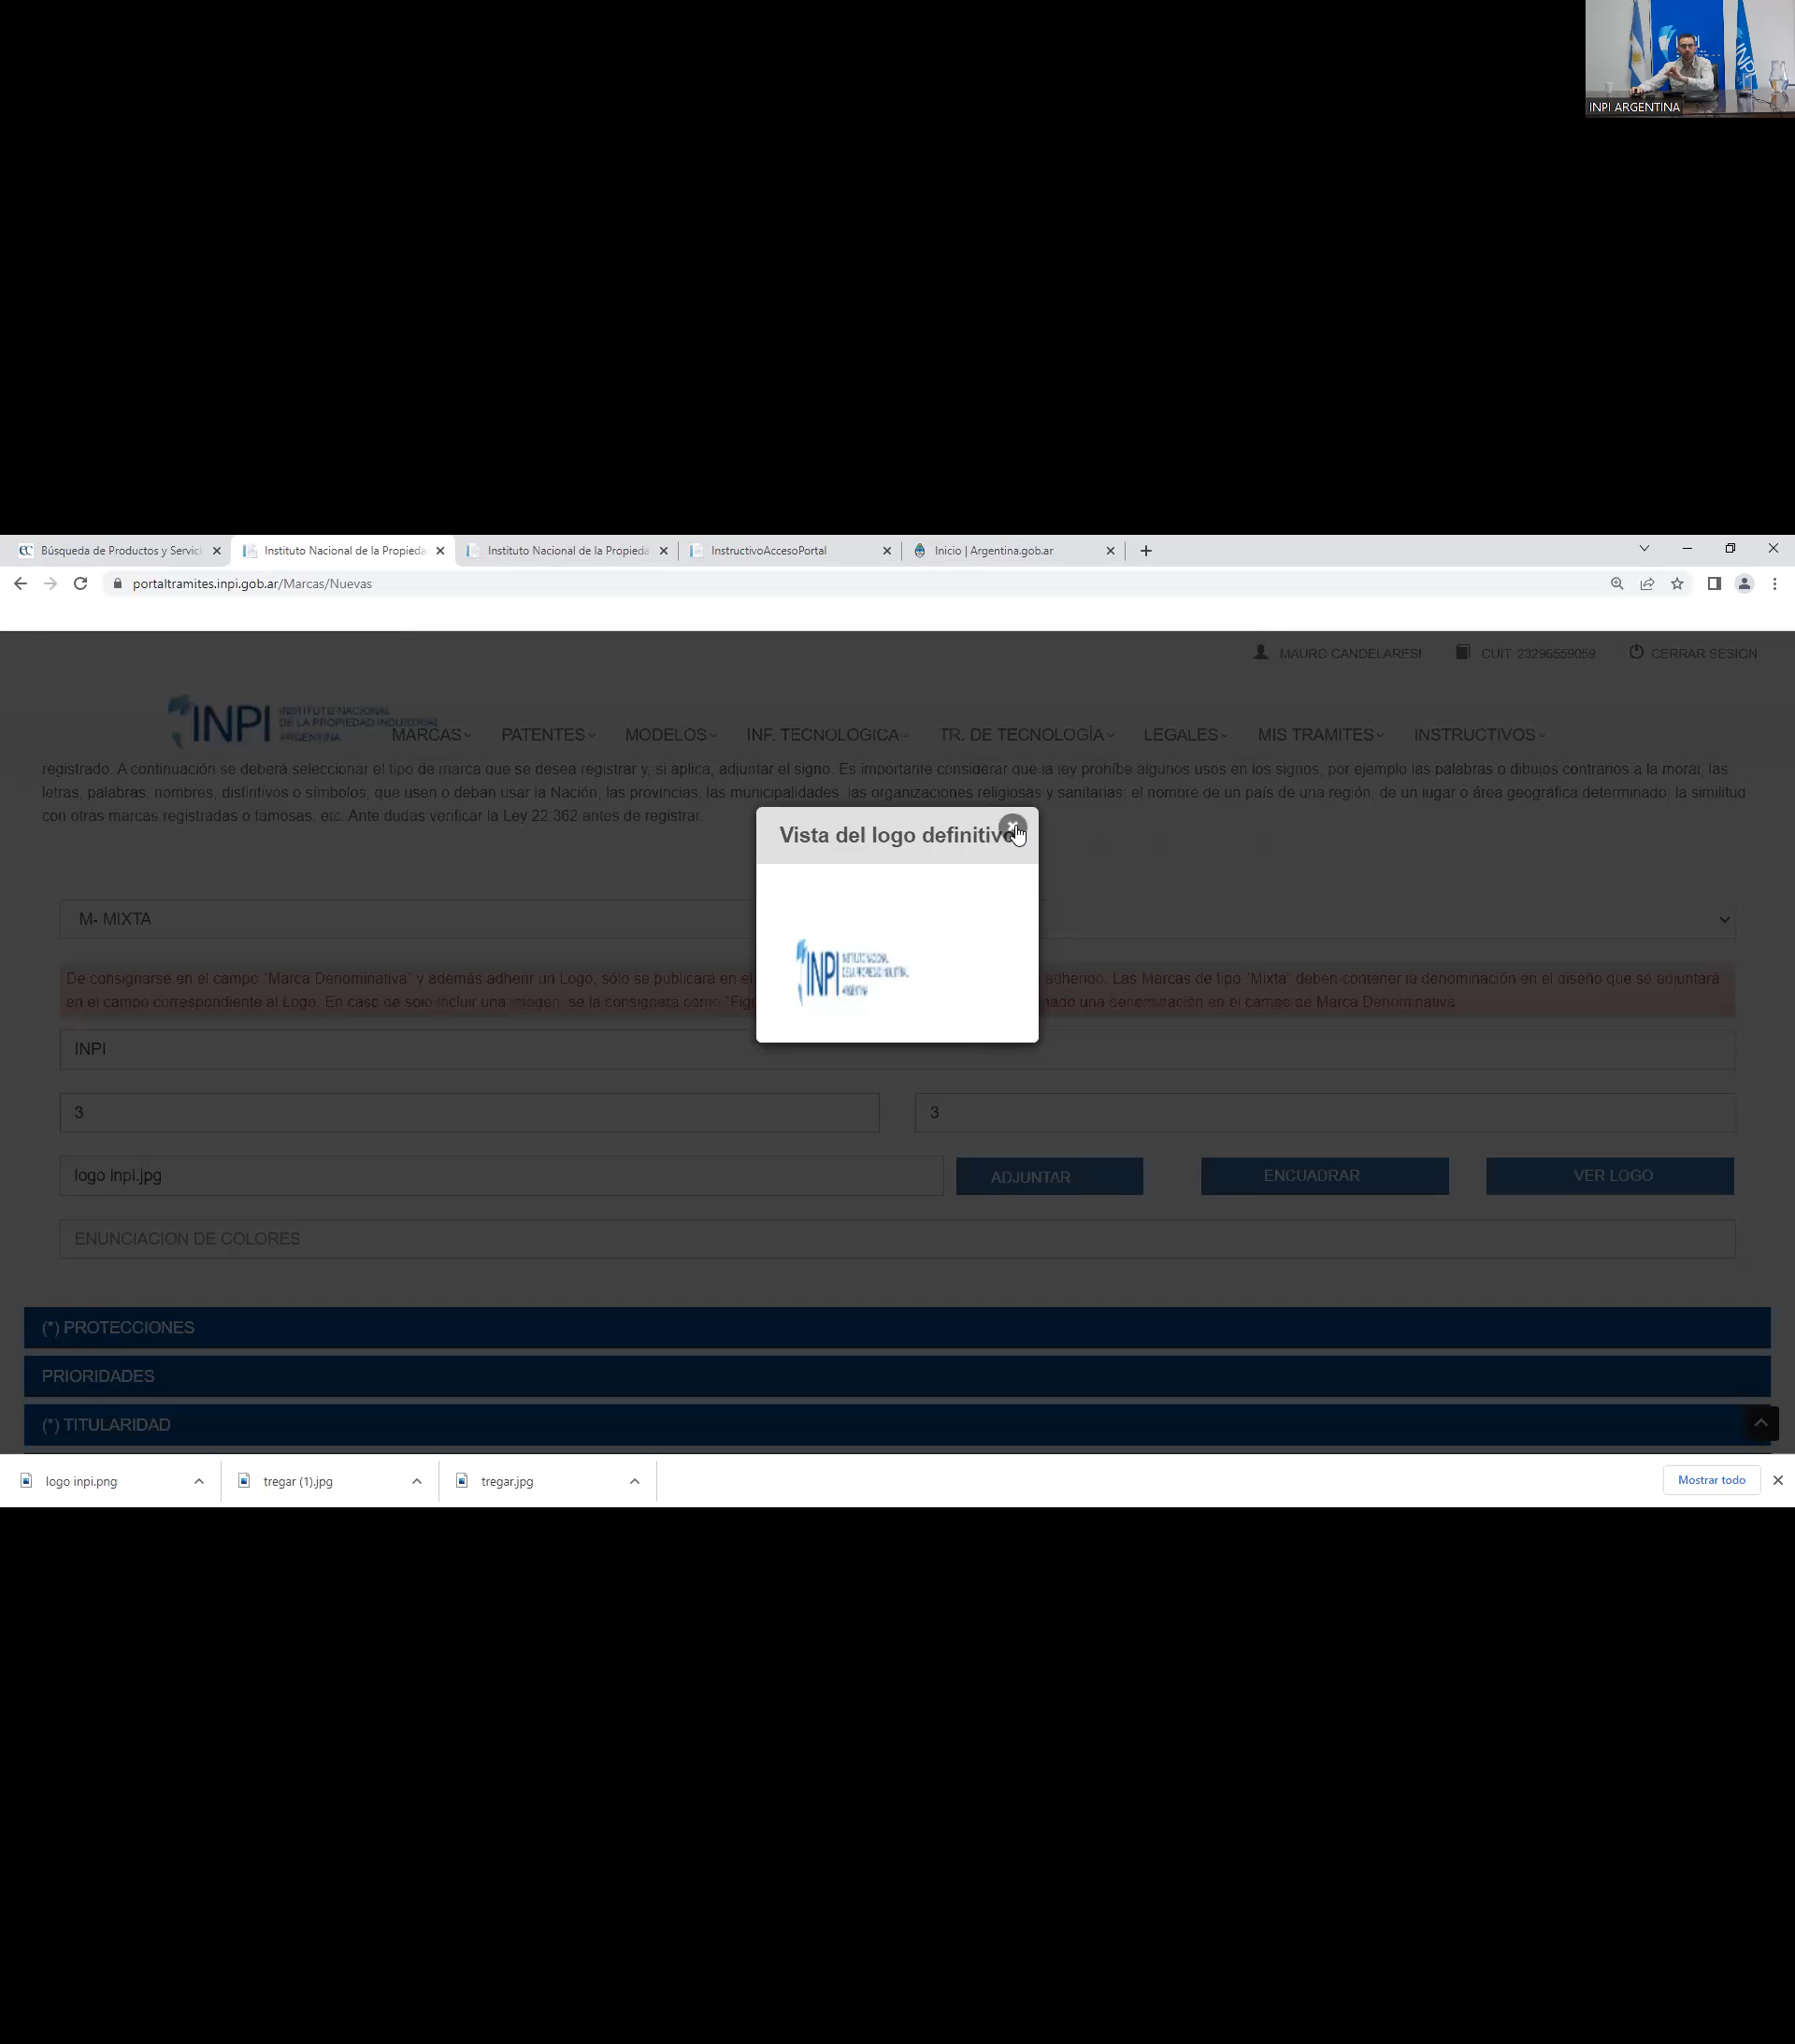 INPI
INPI ARGENTINA
Búsqueda de Productos y Servici
Instituto Nacional de la Propieda
Instituto Nacional de la Propieda
InstructivoAccesoPortal
Inicio | Argentina.gob.ar
portaltramites.inpi.gob.ar/Marcas/Nuevas
MAURO CANDELARESI
CUIT: 23296559059
CERRAR SESION
INPI
INSTITUTO NACIONAL
DE LA PROPIEDAD INDUSTRIAL
ARGENTINA
MARCAS PATENTES MODELOS INF. TECNOLOGICA TR. DE TECNOLOGÍA LEGALES MIS TRAMITES INSTRUCTIVOS
registrado. A continuación se deberá seleccionar el tipo de marca que se desea registrar y, si aplica, adjuntar el signo. Es importante considerar que la ley prohíbe algunos usos en los signos, por ejemplo las palabras o dibujos contrarios a la moral; las
letras, palabras, nombres, distintivos o símbolos, que usen o deban usar la Nación, las provincias, las municipalidades, las organizaciones religiosas y sanitarias; el nombre de un país de una región, de un lugar o área geográfica determinado; la similitud
con otras marcas registradas o famosas; etc. Ante dudas verificar la Ley 22.362 antes de registrar.
Vista del logo definitivo
INPI
INSTITUTO NACIONAL
DE LA PROPIEDAD INDUSTRIAL
ARGENTINA
M- MIXTA
De consignarse en el campo "Marca Denominativa" y además adherir un Logo, sólo se publicará en el adherido. Las Marcas de tipo "Mixta" deben contener la denominación en el diseño que se adjuntará
en el campo correspondiente al Logo. En caso de solo incluir una imagen, se la consignará como "Figu nado una denominación en el campo de Marca Denominativa
INPI
3
3
logo inpi.jpg
ADJUNTAR
ENCUADRAR
VER LOGO
ENUNCIACION DE COLORES
(*) PROTECCIONES
PRIORIDADES
(*) TITULARIDAD
logo inpi.png
tregar (1).jpg
tregar.jpg
Mostrar todo